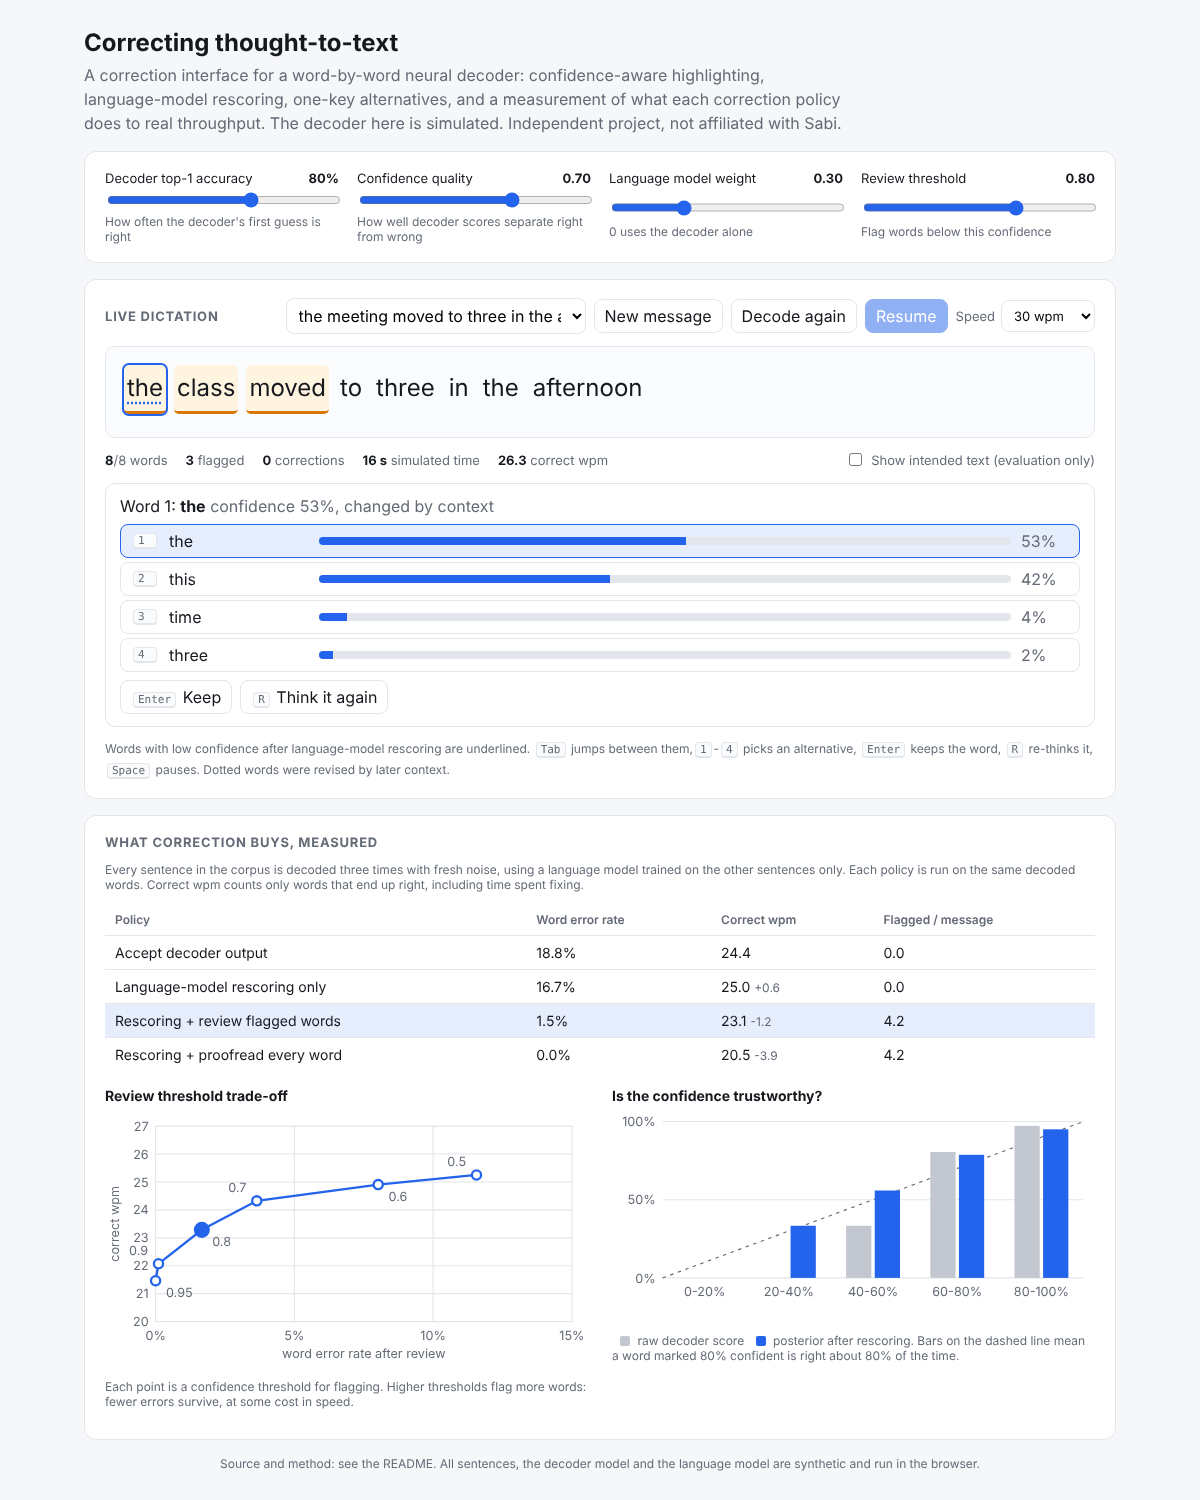 Correcting thought-to-text
A correction interface for a word-by-word neural decoder: confidence-aware highlighting,
language-model rescoring, one-key alternatives, and a measurement of what each correction policy
does to real throughput. The decoder here is simulated. Independent project, not affiliated with Sabi.
Decoder top-1 accuracy 80%
How often the decoder's first guess is
right
Confidence quality 0.70
How well decoder scores separate right
from wrong
Language model weight 0.30
0 uses the decoder alone
Review threshold 0.80
Flag words below this confidence
LIVE DICTATION
the meeting moved to three in the
New message
Decode again
Resume
Speed
30 wpm
the class moved to three in the afternoon
8/8 words 3 flagged 0 corrections 16 s simulated time 26.3 correct wpm
Show intended text (evaluation only)
Word 1: the confidence 53%, changed by context
1 the 53%
2 this 42%
3 time 4%
4 three 2%
Enter Keep
R Think it again
Words with low confidence after language-model rescoring are underlined. Tab jumps between them, 1 - 4 picks an alternative, Enter keeps the word, R re-thinks it,
Space pauses. Dotted words were revised by later context.
WHAT CORRECTION BUYS, MEASURED
Every sentence in the corpus is decoded three times with fresh noise, using a language model trained on the other sentences only. Each policy is run on the same decoded
words. Correct wpm counts only words that end up right, including time spent fixing.
Policy Word error rate Correct wpm Flagged / message
Accept decoder output 18.8% 24.4 0.0
Language-model rescoring only 16.7% 25.0 +0.6 0.0
Rescoring + review flagged words 1.5% 23.1 -1.2 4.2
Rescoring + proofread every word 0.0% 20.5 -3.9 4.2
Review threshold trade-off
27
26
25
24
23
22
21
20
correct wpm
0.5
0.6
0.7
0.8
0.9
0.95
0% 5% 10% 15%
word error rate after review
Each point is a confidence threshold for flagging. Higher thresholds flag more words:
fewer errors survive, at some cost in speed.
Is the confidence trustworthy?
100%
50%
0%
0-20% 20-40% 40-60% 60-80% 80-100%
raw decoder score posterior after rescoring. Bars on the dashed line mean
a word marked 80% confident is right about 80% of the time.
Source and method: see the README. All sentences, the decoder model and the language model are synthetic and run in the browser.